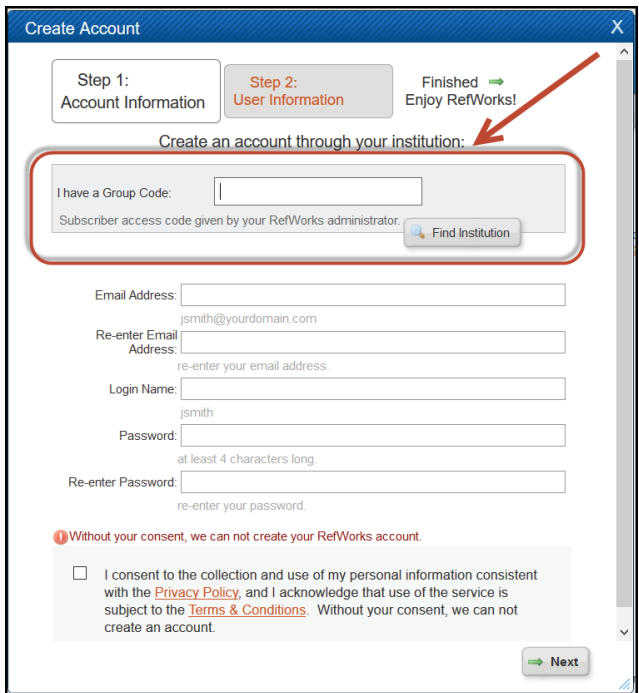 Create Account
X
Step 1:
Account Information
Step 2:
User Information
Finished
Enjoy RefWorks!
Create an account through your institution:
I have a Group Code:
Subscriber access code given by your RefWorks administrator.
Find Institution
Email Address:
jsmith@yourdomain.com
Re-enter Email
Address:
re-enter your email address.
Login Name:
jsmith
Password:
at least 4 characters long.
Re-enter Password:
re-enter your password.
Without your consent, we can not create your RefWorks account.
I consent to the collection and use of my personal information consistent
with the Privacy Policy, and I acknowledge that use of the service is
subject to the Terms & Conditions. Without your consent, we can not
create an account.
Next